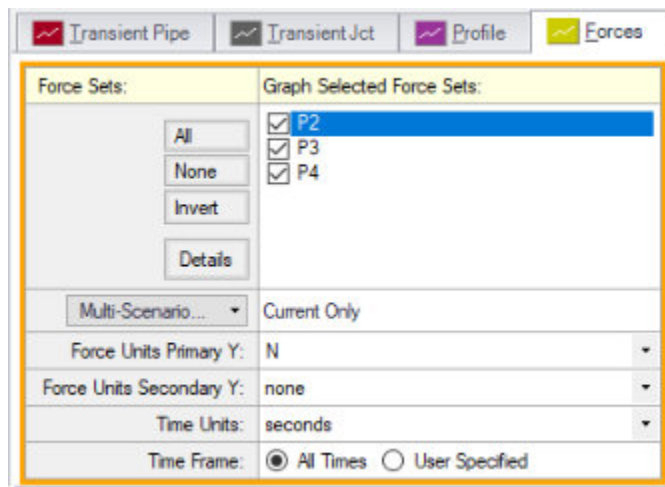 Transient Pipe Transient Jct Profile Forces
Force Sets: Graph Selected Force Sets:
All
None
Invert
Details
P2
P3
P4
Multi-Scenario... Current Only
Force Units Primary Y: N
Force Units Secondary Y: none
Time Units: seconds
Time Frame: All Times User Specified